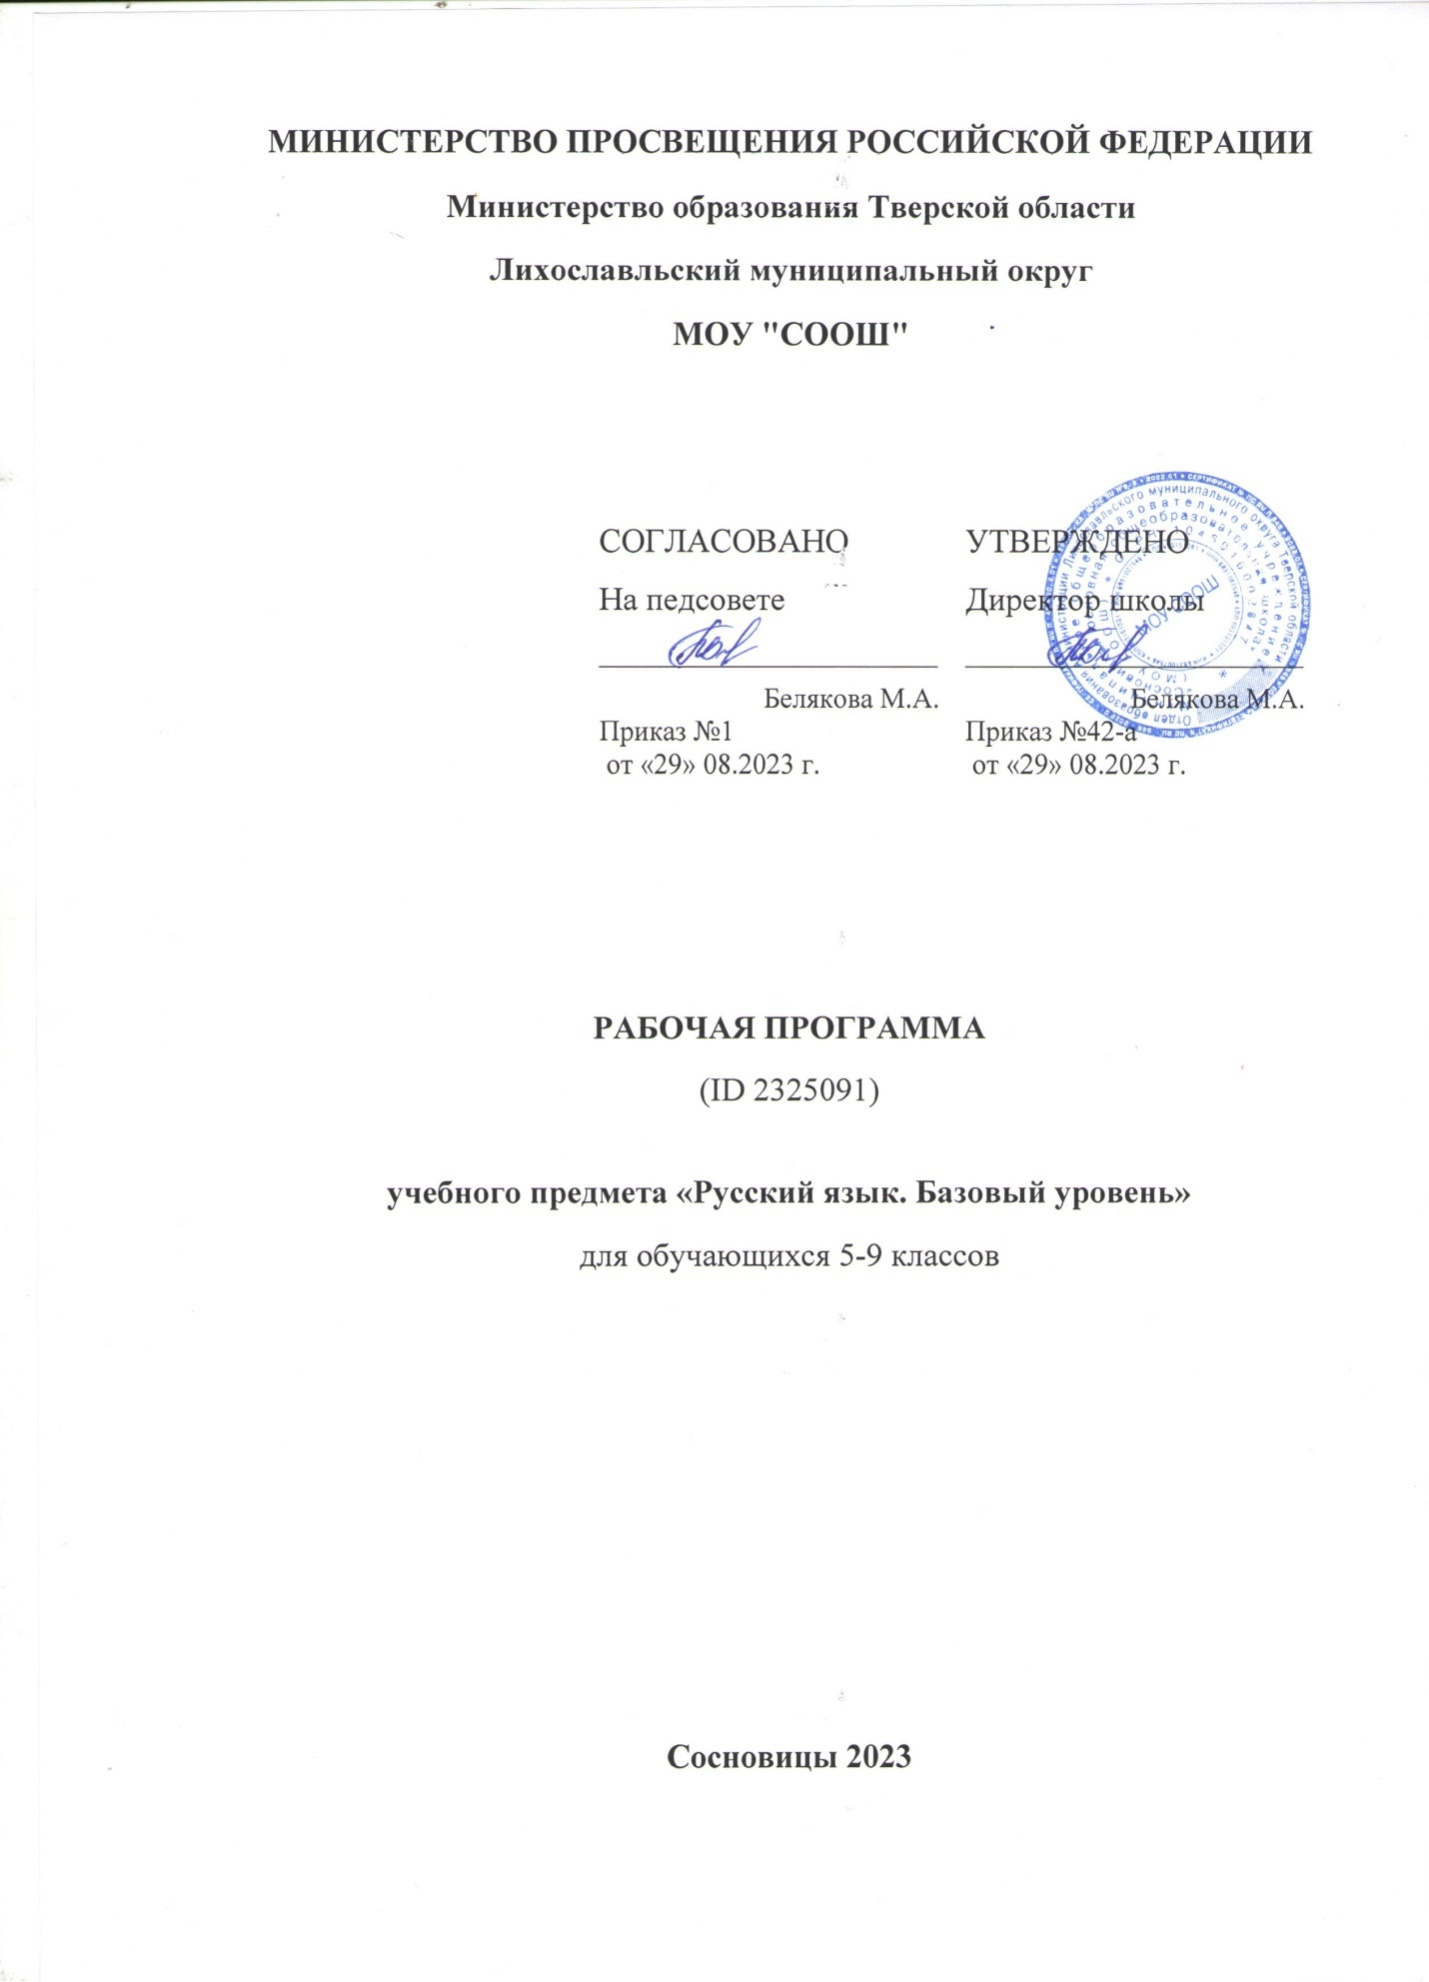 МИНИСТЕРСТВО ПРОСВЕЩЕНИЯ РОССИЙСКОЙ ФЕДЕРАЦИИ
Министерство образования Тверской области
Лихославльский муниципальный округ
МОУ "СООШ"
СОГЛАСОВАНО
На педсовете
Белякова М.А.
Приказ №1
от «29» 08.2023 г.
УТВЕРЖДЕНО
Директор школы
Белякова М.А.
Приказ №42-а
от «29» 08.2023 г.
МОУ СООШ
РАБОЧАЯ ПРОГРАММА
(ID 2325091)
учебного предмета «Русский язык. Базовый уровень»
для обучающихся 5-9 классов
Сосновицы 2023